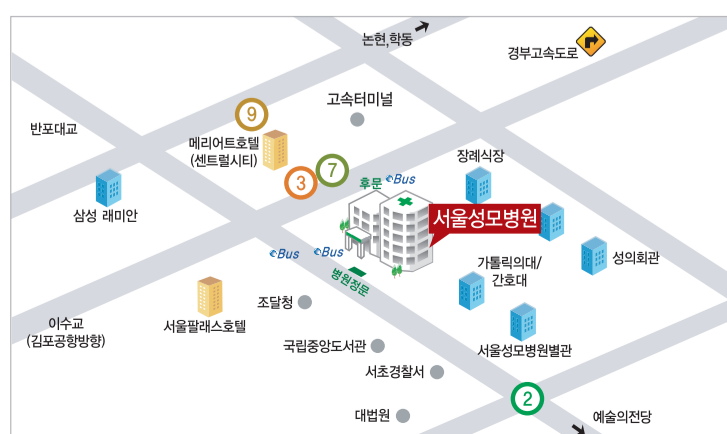 논현,학동
경부고속도로
반포대교
9
고속터미널
메리어트호텔
(센트럴시티)
장례식장
3
7
후문
Bus
삼성 래미안
서울성모병원
Bus
Bus
가톨릭의대/
간호대
성의회관
병원정문
조달청
이수교
(김포공항방향)
서울팔래스호텔
국립중앙도서관
서울성모병원별관
서초경찰서
2
대법원
예술의전당